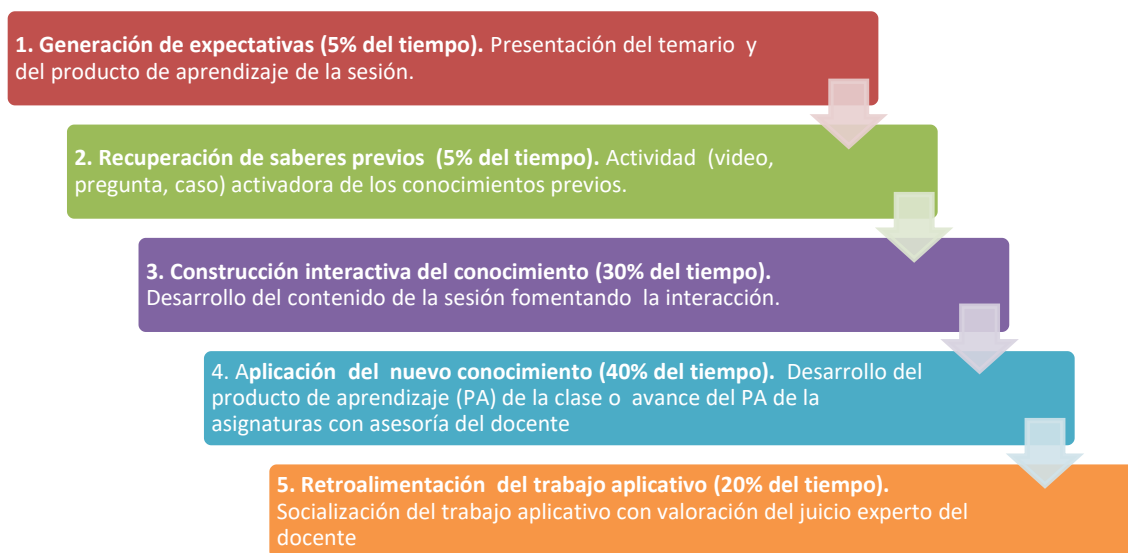 1. Generación de expectativas (5% del tiempo). Presentación del temario y
del producto de aprendizaje de la sesión.
2. Recuperación de saberes previos (5% del tiempo). Actividad (video,
pregunta, caso) activadora de los conocimientos previos.
3. Construcción interactiva del conocimiento (30% del tiempo).
Desarrollo del contenido de la sesión fomentando la interacción.
4. Aplicación del nuevo conocimiento (40% del tiempo). Desarrollo del
producto de aprendizaje (PA) de la clase o avance del PA de la
asignaturas con asesoría del docente
5. Retroalimentación del trabajo aplicativo (20% del tiempo).
Socialización del trabajo aplicativo con valoración del juicio experto del
docente